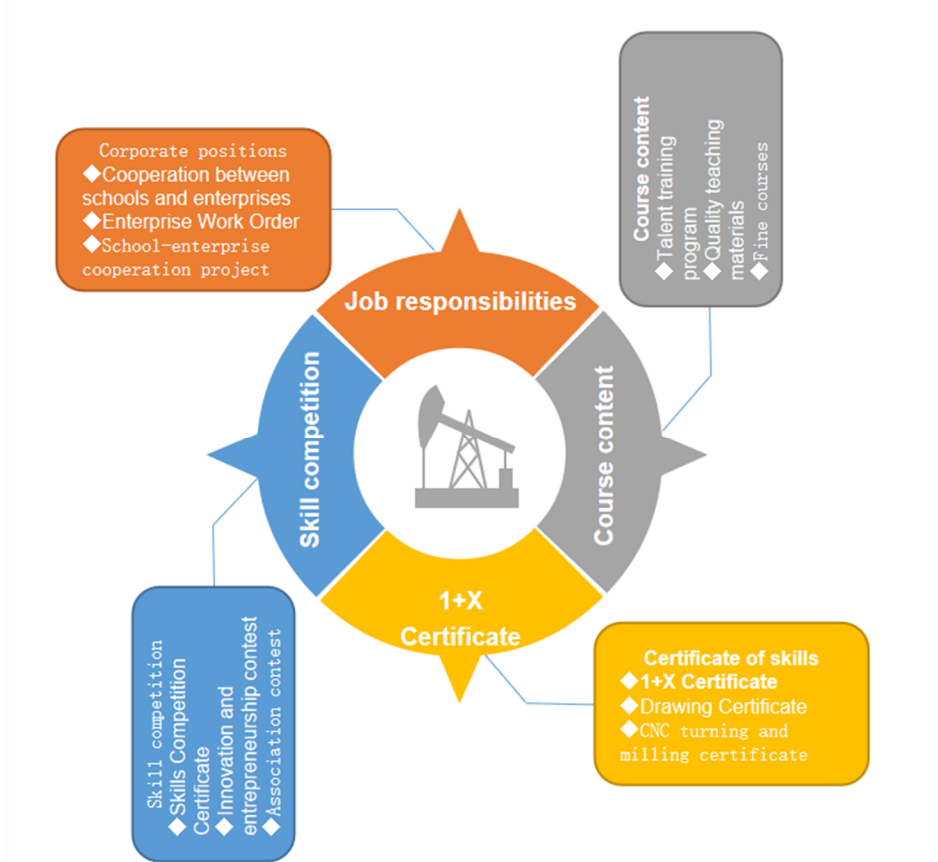 Corporate positions
◆Cooperation between
schools and enterprises
◆Enterprise Work Order
◆School-enterprise
cooperation project
Course content
◆Talent training
program
◆Quality teaching
materials
◆Fine courses
Job responsibilities
Skill competition
Course content
1+X
Certificate
Skill competition
◆Skills Competition
Certificate
◆Innovation and
entrepreneurship contest
◆Association contest
Certificate of skills
◆1+X Certificate
◆Drawing Certificate
◆CNC turning and
milling certificate